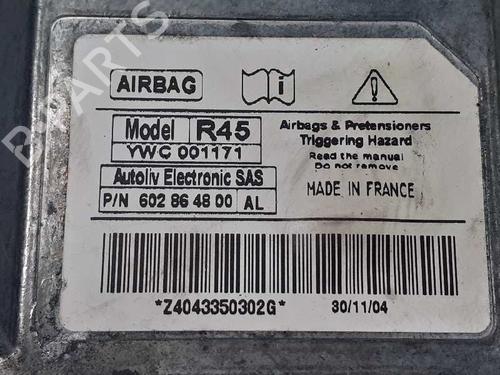 AIRBAG
Model R45
YWC 001171
Autoliv Electronic SAS
P/N 602 86 48 00 AL
Airbags & Pretensioners
Triggering Hazard
Read the manual
Do not remove
MADE IN FRANCE
*Z4043350302G*
30/11/04